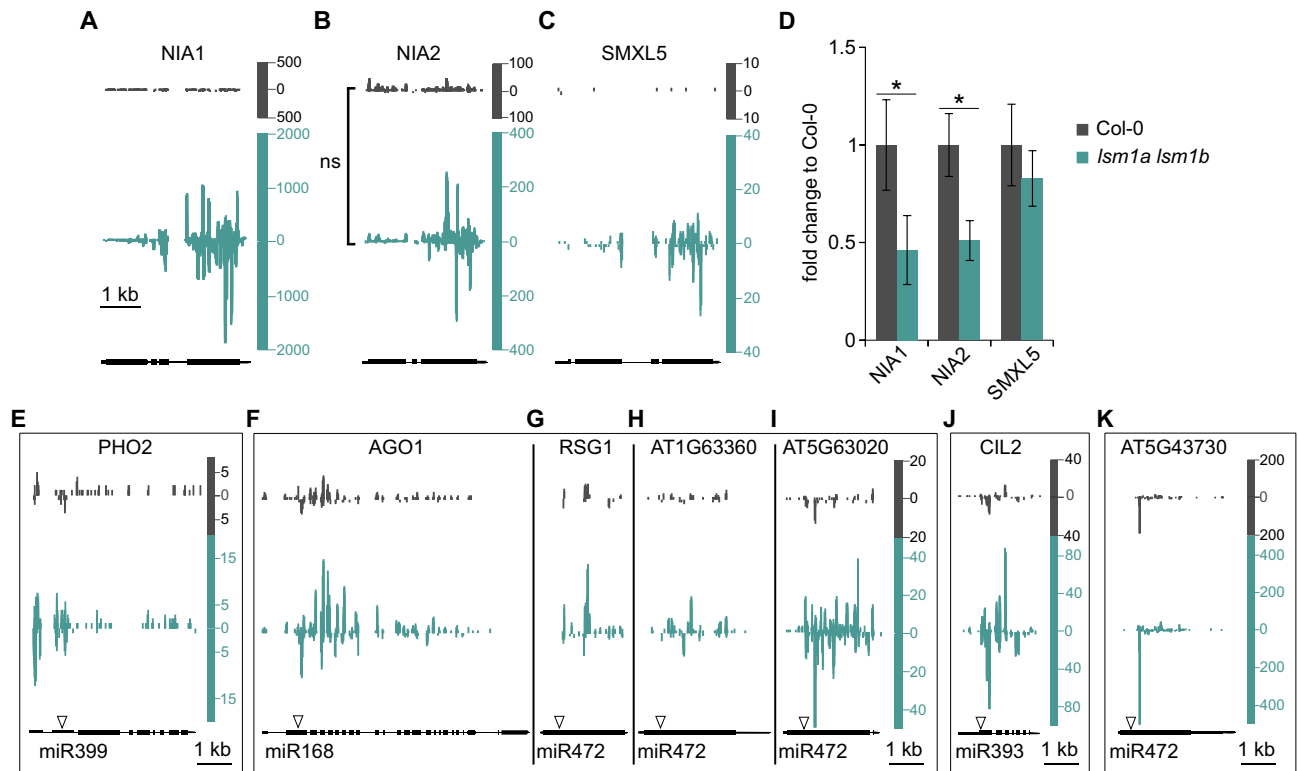 A
B
C
D
NIA1
NIA2
SMXL5
500
0
500
2000
1000
0
1000
2000
1 kb
ns
100
0
100
400
200
0
200
400
10
0
10
40
20
0
20
40
1.5
1
0.5
0
fold change to Col-0
*
*
NIA1
NIA2
SMXL5
Col-0
lsm1a lsm1b
E
F
G
H
I
J
K
PHO2
AGO1
RSG1
AT1G63360
AT5G63020
CIL2
AT5G43730
5
0
5
15
5
0
5
15
20
0
20
40
20
0
20
40
40
0
40
80
40
0
40
80
200
0
200
400
200
0
200
400
miR399
1 kb
miR168
miR472
miR472
miR472
1 kb
miR393
1 kb
miR472
1 kb